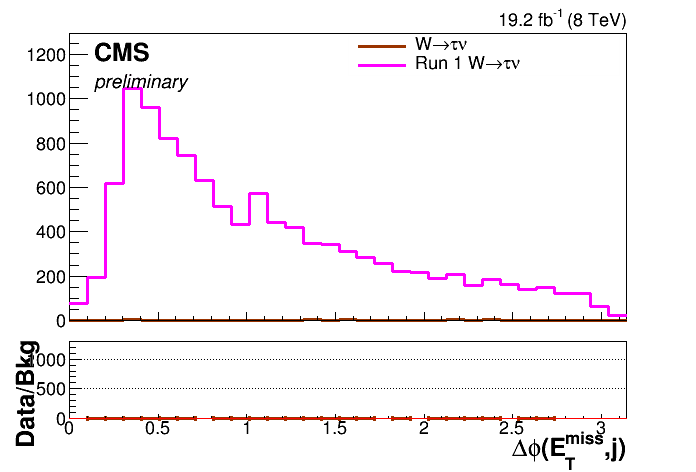 19.2 fb⁻¹ (8 TeV)
CMS
preliminary
W→τν
Run 1 W→τν
1200
1000
800
600
400
200
0
Data/Bkg
1000
500
0
0 0.5 1 1.5 2 2.5 3
Δϕ(E_T^miss,j)